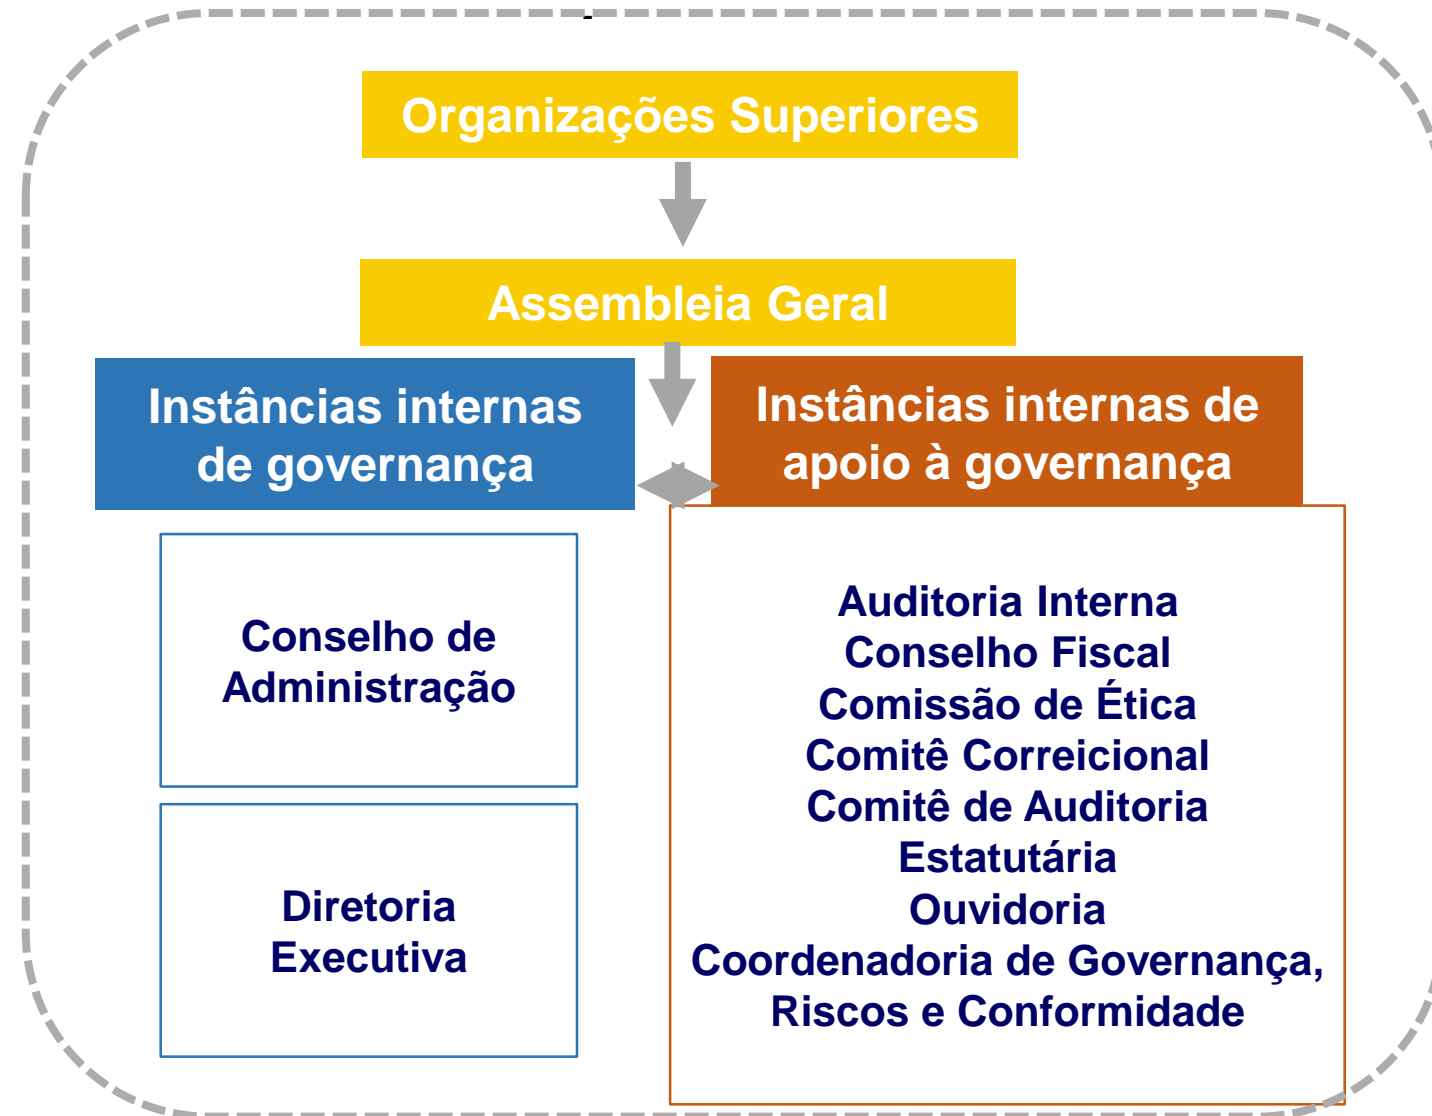 Organizações Superiores
Assembleia Geral
Instâncias internas
de governança
Instâncias internas de
apoio à governança
Conselho de
Administração
Diretoria
Executiva
Auditoria Interna
Conselho Fiscal
Comissão de Ética
Comitê Correicional
Comitê de Auditoria
Estatutária
Ouvidoria
Coordenadoria de Governança,
Riscos e Conformidade